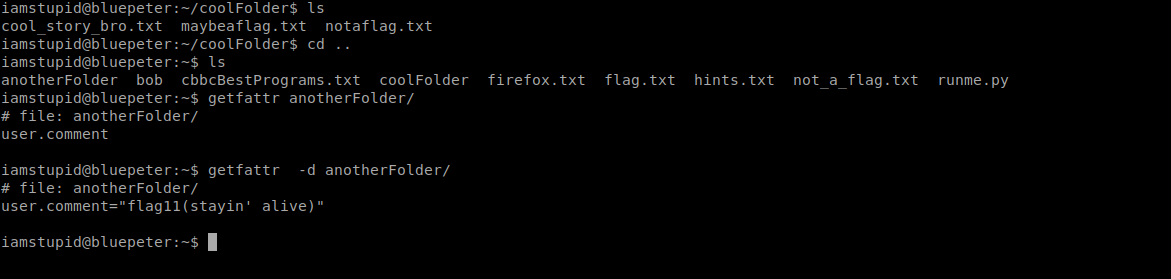 iamstupid@bluepeter:~/coolFolder$ ls
cool_story_bro.txt  maybeaflag.txt  notaflag.txt
iamstupid@bluepeter:~/coolFolder$ cd ..
iamstupid@bluepeter:~$ ls
anotherFolder  bob  cbbcBestPrograms.txt  coolFolder  firefox.txt  flag.txt  hints.txt  not_a_flag.txt  runme.py
iamstupid@bluepeter:~$ getfattr anotherFolder/
# file: anotherFolder/
user.comment
iamstupid@bluepeter:~$ getfattr  -d anotherFolder/
# file: anotherFolder/
user.comment="flag11(stayin' alive)"
iamstupid@bluepeter:~$